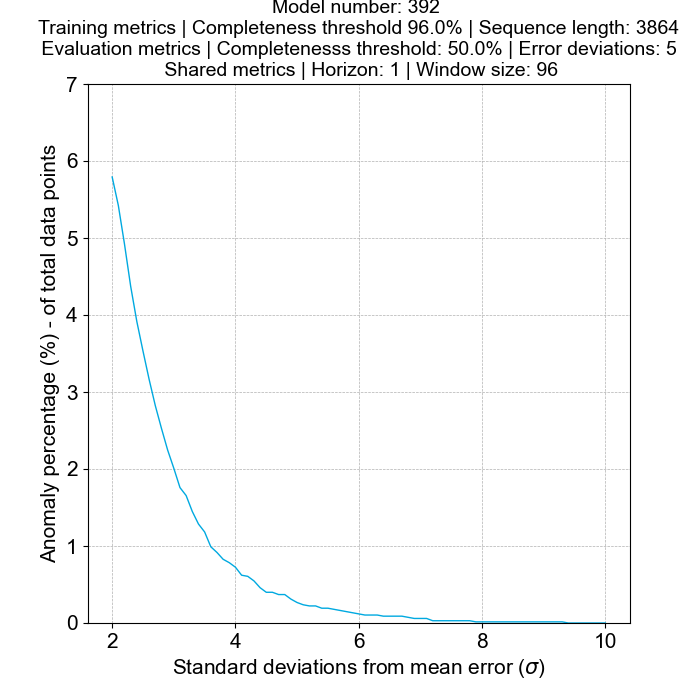 Model number: 392
Training metrics | Completeness threshold 96.0% | Sequence length: 3864
Evaluation metrics | Completenesss threshold: 50.0% | Error deviations: 5
Shared metrics | Horizon: 1 | Window size: 96
7
6
5
4
3
2
1
0
Anomaly percentage (%) - of total data points
2 4 6 8 10
Standard deviations from mean error (σ)